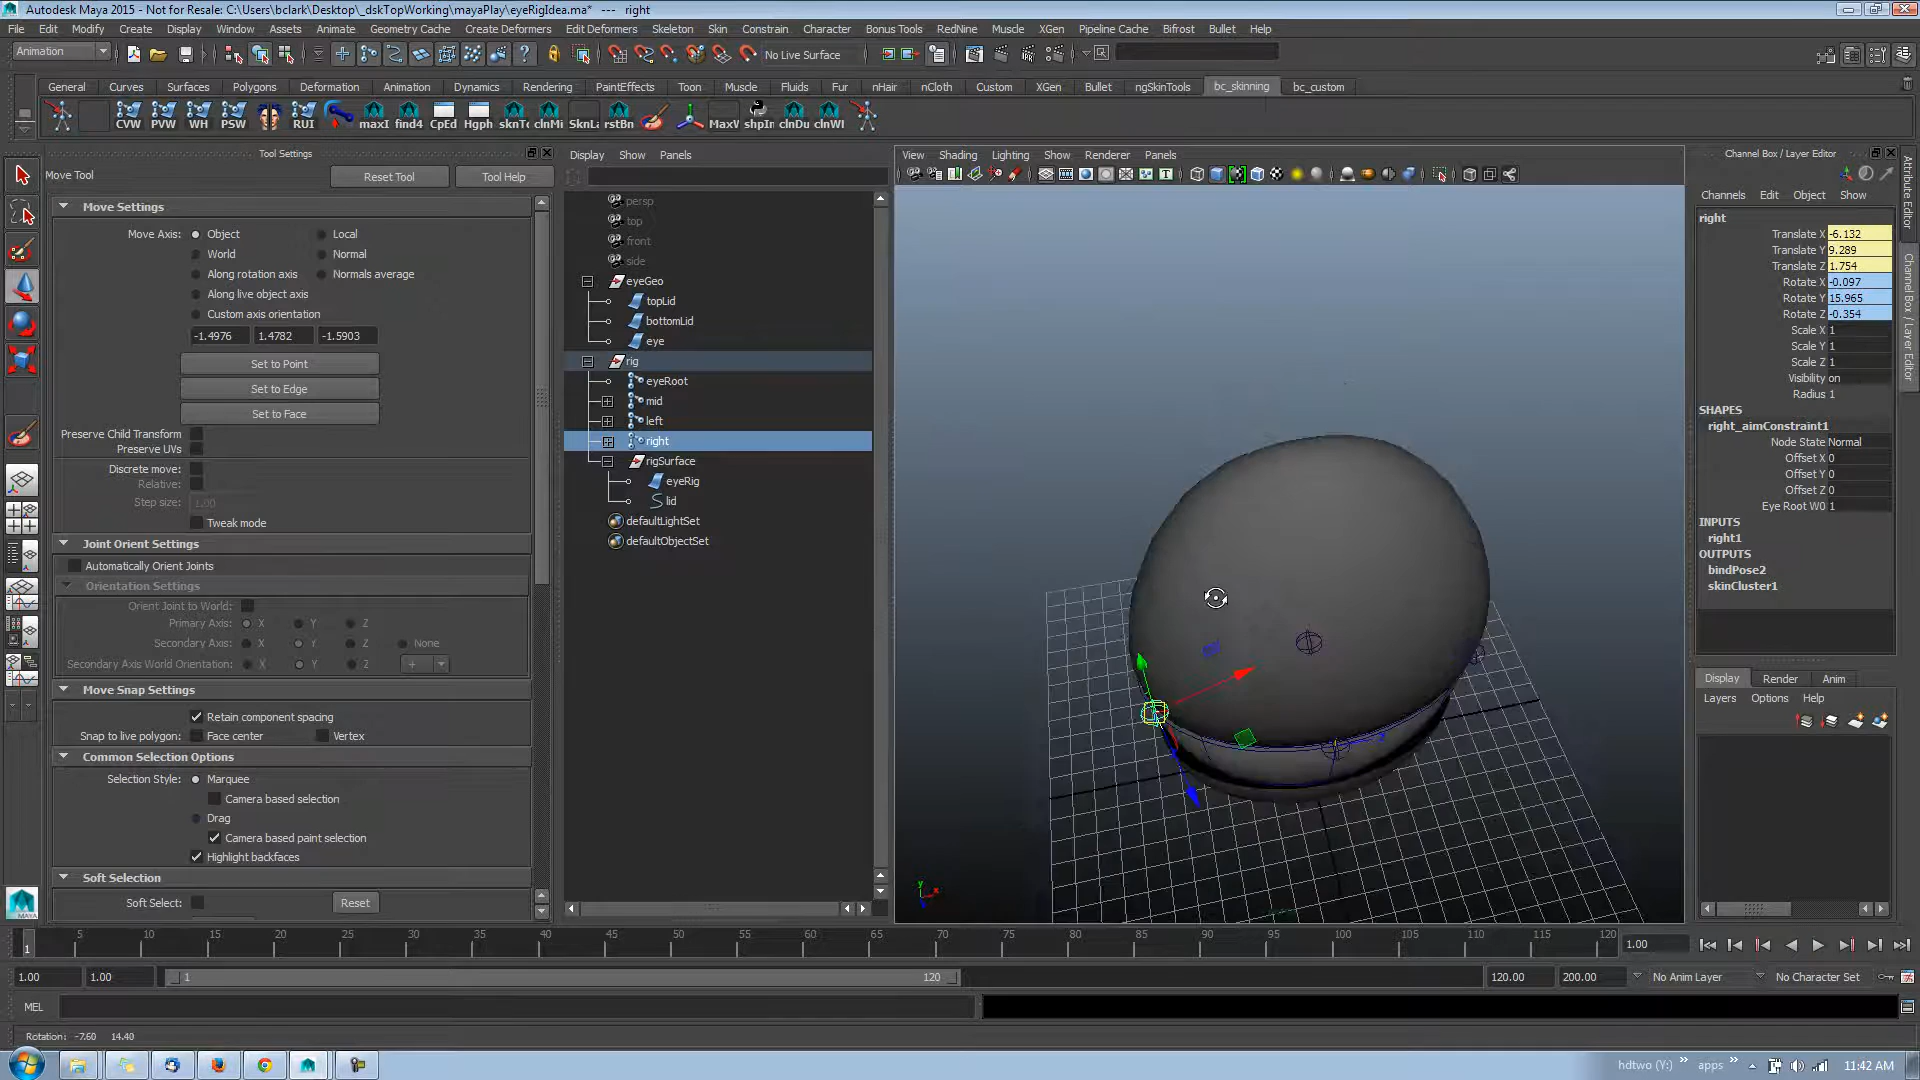 Autodesk Maya 2015 - Not for Resale: C:\Users\bclark\Desktop\_dskTopWorking\mayaPlay\eyeRigIdea.ma* --- right
File Edit Modify Create Display Window Assets Animate Geometry Cache Create Deformers Edit Deformers Skeleton Skin Constrain Character Bonus Tools RedNine Muscle XGen Pipeline Cache Bifrost Bullet Help
Animation No Live Surface
General Curves Surfaces Polygons Deformation Animation Dynamics Rendering PaintEffects Toon Muscle Fluids Fur nHair nCloth Custom XGen Bullet ngSkinTools bc_skinning bc_custom
CVW PVW WH PSW RUI maxI find4 CpEd Hgph sknTo clnMi SknLa rstBn MaxW shpIn clnDu clnWI
Tool Settings
Move Tool Reset Tool Tool Help
Move Settings
Move Axis: Object Local
World Normal
Along rotation axis Normals average
Along live object axis
Custom axis orientation
-1.4976 1.4782 -1.5903
Set to Point
Set to Edge
Set to Face
Preserve Child Transform
Preserve UVs
Discrete move:
Relative:
Step size: 1.00
Tweak mode
Joint Orient Settings
Automatically Orient Joints
Orientation Settings
Orient Joint to World:
Primary Axis: X Y Z
Secondary Axis: X Y Z None
Secondary Axis World Orientation: X Y Z +
Move Snap Settings
Retain component spacing
Snap to live polygon: Face center Vertex
Common Selection Options
Selection Style: Marquee
Camera based selection
Drag
Camera based paint selection
Highlight backfaces
Soft Selection
Soft Select: Reset
Display Show Panels
persp
top
front
side
eyeGeo
topLid
bottomLid
eye
rig
eyeRoot
mid
left
right
rigSurface
eyeRig
lid
defaultLightSet
defaultObjectSet
View Shading Lighting Show Renderer Panels
Channel Box / Layer Editor
Channels Edit Object Show
right
Translate X -6.132
Translate Y 9.289
Translate Z 1.754
Rotate X -0.097
Rotate Y 15.965
Rotate Z -0.354
Scale X 1
Scale Y 1
Scale Z 1
Visibility on
Radius 1
SHAPES
right_aimConstraint1
Node State Normal
Offset X 0
Offset Y 0
Offset Z 0
Eye Root W0 1
INPUTS
right1
OUTPUTS
bindPose2
skinCluster1
Display Render Anim
Layers Options Help
Attribute Editor
Channel Box / Layer Editor
1 5 10 15 20 25 30 35 40 45 50 55 60 65 70 75 80 85 90 95 100 105 110 115 120 1.00
1.00 1.00 1 120 120.00 200.00 No Anim Layer No Character Set
MEL
Rotation: -7.60 14.40
MAYA
hdtwo (Y:) apps 11:42 AM